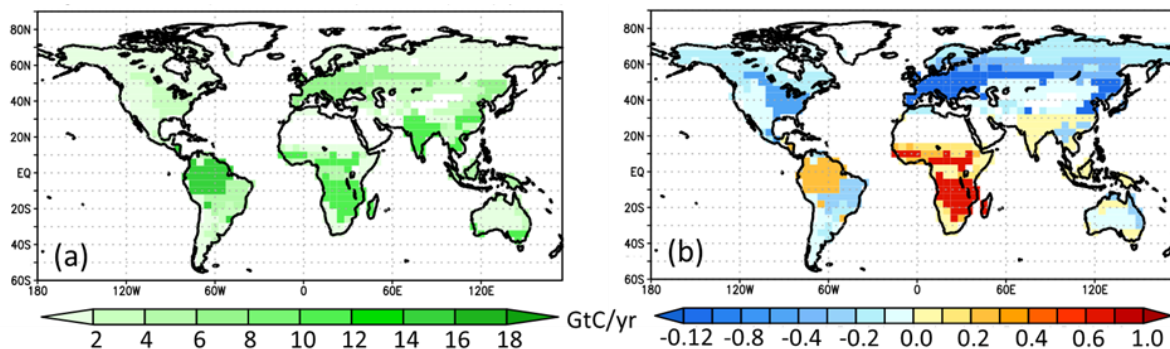 80N 80N
60N 60N
40N 40N
20N 20N
EQ EQ
20S 20S
40S (a) 40S (b)
60S 60S
180 120W 60W 0 60E 120E 180 120W 60W 0 60E 120E
2 4 6 8 10 12 14 16 18 GtC/yr -0.12 -0.8 -0.4 -0.2 0.0 0.2 0.4 0.6 1.0